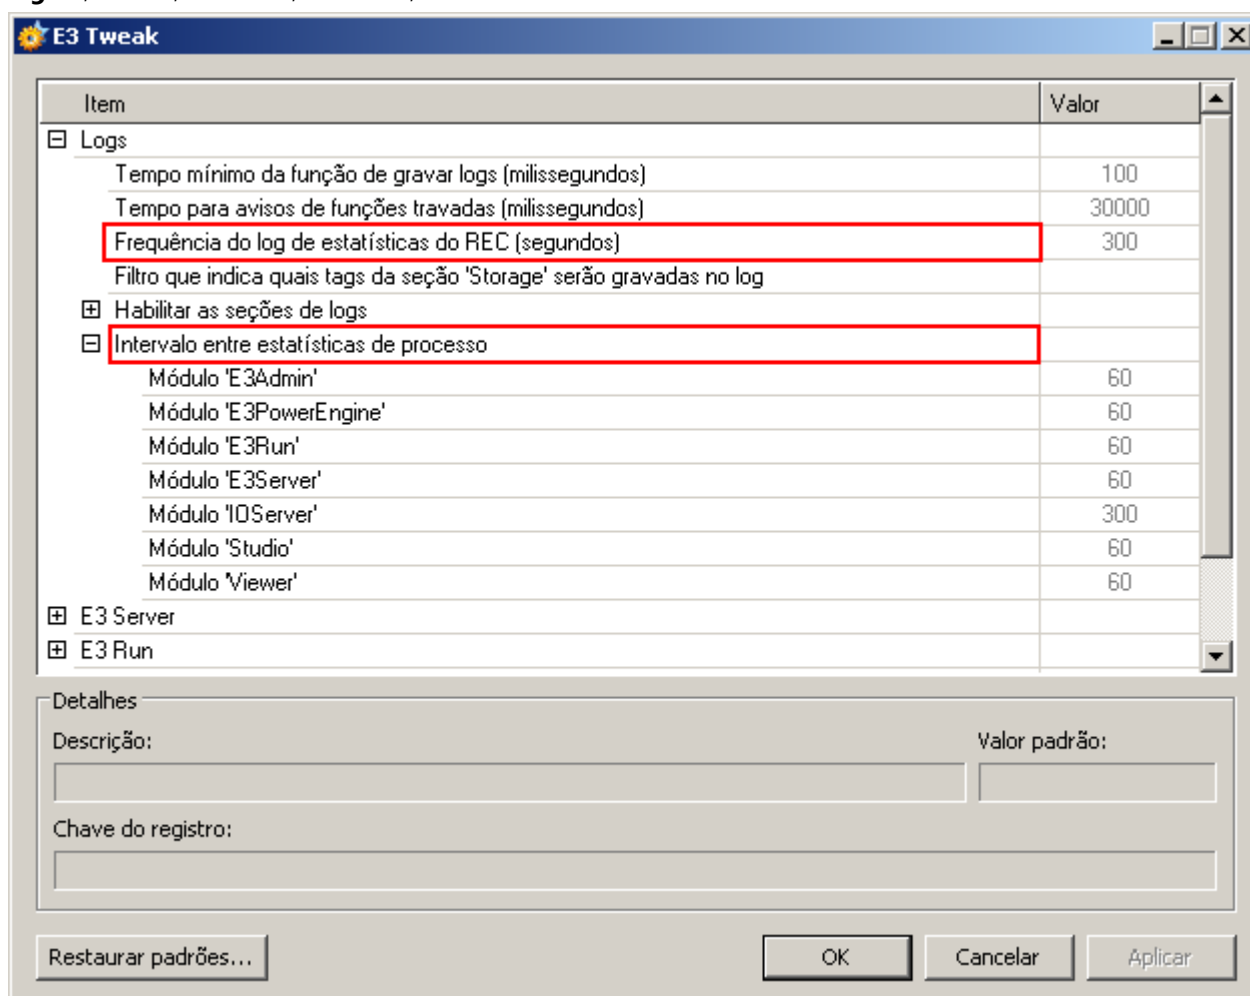 E3 Tweak
Item Valor
Logs
Tempo mínimo da função de gravar logs (milissegundos) 100
Tempo para avisos de funções travadas (milissegundos) 30000
Frequência do log de estatísticas do REC (segundos) 300
Filtro que indica quais tags da seção 'Storage' serão gravadas no log
Habilitar as seções de logs
Intervalo entre estatísticas de processo
Módulo 'E3Admin' 60
Módulo 'E3PowerEngine' 60
Módulo 'E3Run' 60
Módulo 'E3Server' 60
Módulo 'IOServer' 300
Módulo 'Studio' 60
Módulo 'Viewer' 60
E3 Server
E3 Run
Detalhes
Descrição: Valor padrão:
Chave do registro:
Restaurar padrões... OK Cancelar Aplicar